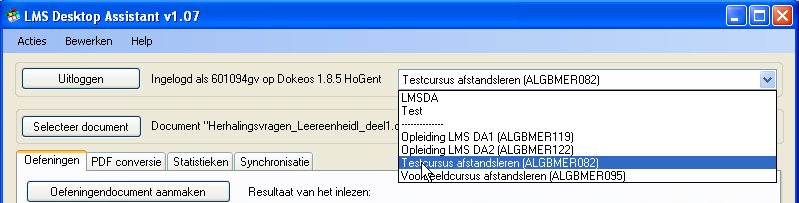 LMS Desktop Assistant v1.07
Acties Bewerken Help
Uitloggen Ingelogd als 601094gv op Dokeos 1.8.5 HoGent Testcursus afstandsleren (ALGBMER082)
LMSDA
Test
--------------
Selecteer document Document "Herhalingsvragen_Leereenheid1_deel1.c
Opleiding LMS DA1 (ALGBMER119)
Opleiding LMS DA2 (ALGBMER122)
Testcursus afstandsleren (ALGBMER082)
Voorbeeldcursus afstandsleren (ALGBMER095)
Oefeningen PDF conversie Statistieken Synchronisatie
Oefeningendocument aanmaken Resultaat van het inlezen: